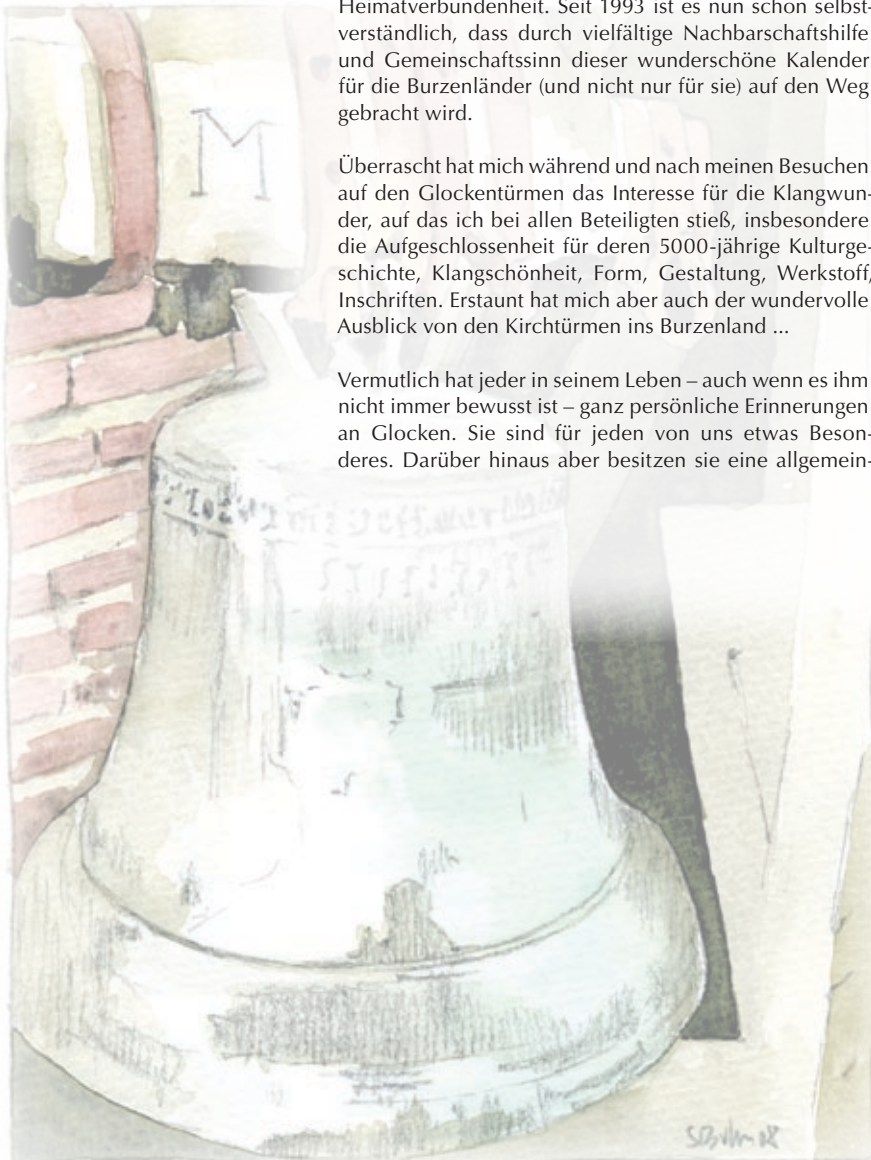 Heimatverbundenheit. Seit 1993 ist es nun schon selbst-
verständlich, dass durch vielfältige Nachbarschaftshilfe
und Gemeinschaftssinn dieser wunderschöne Kalender
für die Burzenländer (und nicht nur für sie) auf den Weg
gebracht wird.
Überrascht hat mich während und nach meinen Besuchen
auf den Glockentürmen das Interesse für die Klangwun-
der, auf das ich bei allen Beteiligten stieß, insbesondere
die Aufgeschlossenheit für deren 5000-jährige Kulturge-
schichte, Klangschönheit, Form, Gestaltung, Werkstoff,
Inschriften. Erstaunt hat mich aber auch der wundervolle
Ausblick von den Kirchtürmen ins Burzenland ...
Vermutlich hat jeder in seinem Leben – auch wenn es ihm
nicht immer bewusst ist – ganz persönliche Erinnerungen
an Glocken. Sie sind für jeden von uns etwas Beson-
deres. Darüber hinaus aber besitzen sie eine allgemein-
M